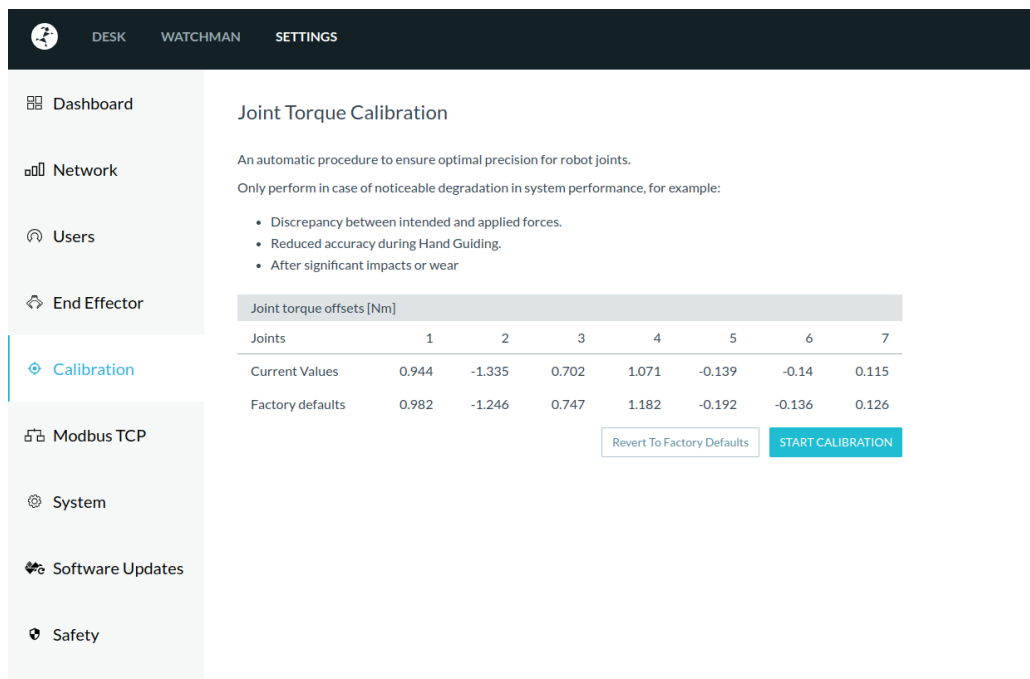 DESK WATCHMAN SETTINGS
Dashboard
Network
Users
End Effector
Calibration
Modbus TCP
System
Software Updates
Safety
Joint Torque Calibration
An automatic procedure to ensure optimal precision for robot joints.
Only perform in case of noticeable degradation in system performance, for example:
• Discrepancy between intended and applied forces.
• Reduced accuracy during Hand Guiding.
• After significant impacts or wear
Joint torque offsets [Nm]
Joints 1 2 3 4 5 6 7
Current Values 0.944 -1.335 0.702 1.071 -0.139 -0.14 0.115
Factory defaults 0.982 -1.246 0.747 1.182 -0.192 -0.136 0.126
Revert To Factory Defaults START CALIBRATION